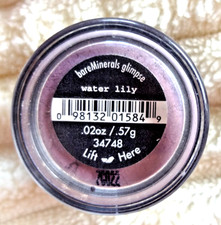 bareMinerals glimpse
water lily
0 98132 01584 9
.02oz/.57g
34748
Lift Here